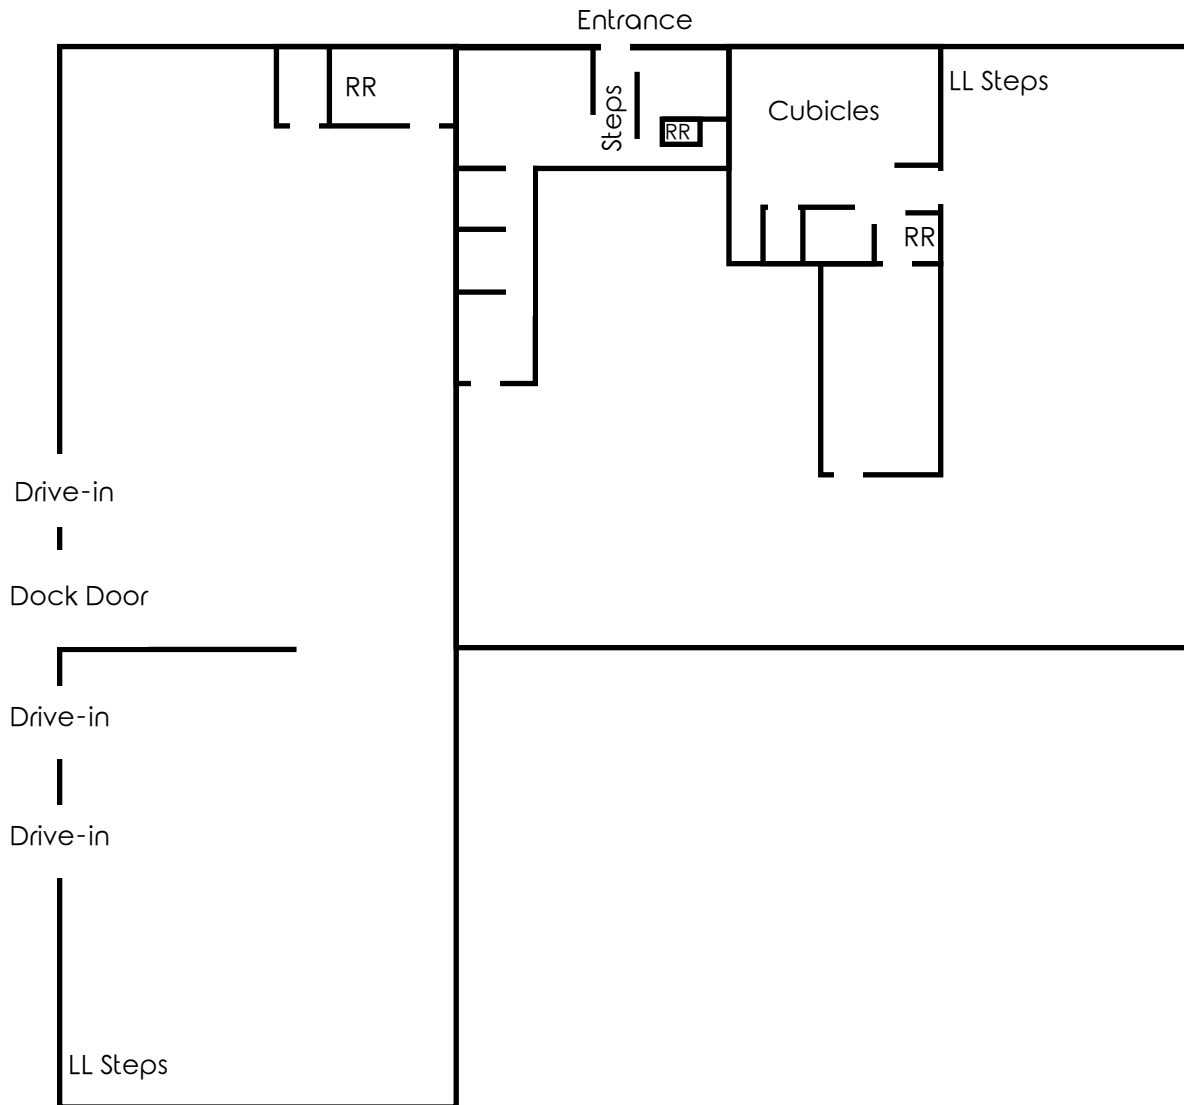 Entrance
LL Steps
RR
Cubicles
Steps
RR
RR
Drive-in
Dock Door
Drive-in
Drive-in
LL Steps